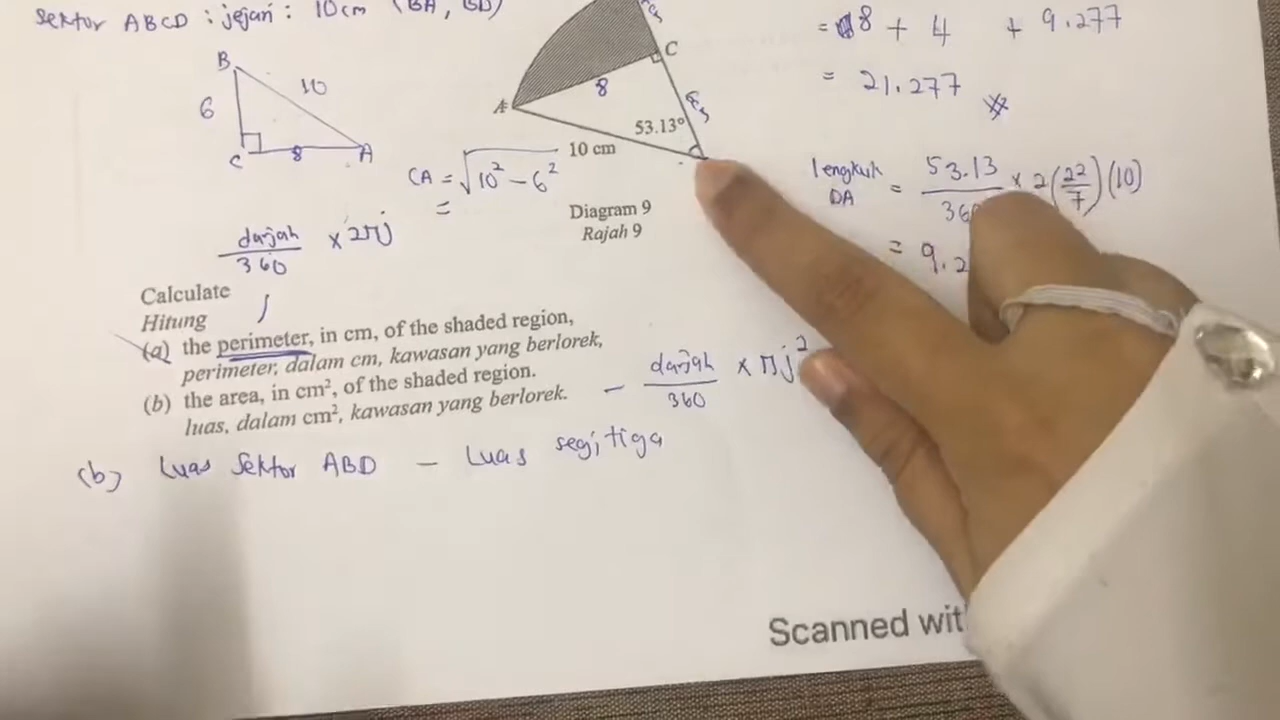 Sektor ABCD : jejari : 10cm (BA, BD)
B
10
6
C
8
A
A
8
C
53.13°
10 cm
CA = √10² - 6²
=
Diagram 9
Rajah 9
darjah/360 × 2πj
= 8 + 4 + 9.277
= 21.277
lengkuk DA = 53.13/36 × 2(22/7)(10)
= 9.2
Calculate
Hitung
(a) the perimeter, in cm, of the shaded region,
perimeter, dalam cm, kawasan yang berlorek,
(b) the area, in cm², of the shaded region.
luas, dalam cm², kawasan yang berlorek.
– darjah/360 × πj²
(b) Luas Sektor ABD – Luas segitiga
Scanned wit